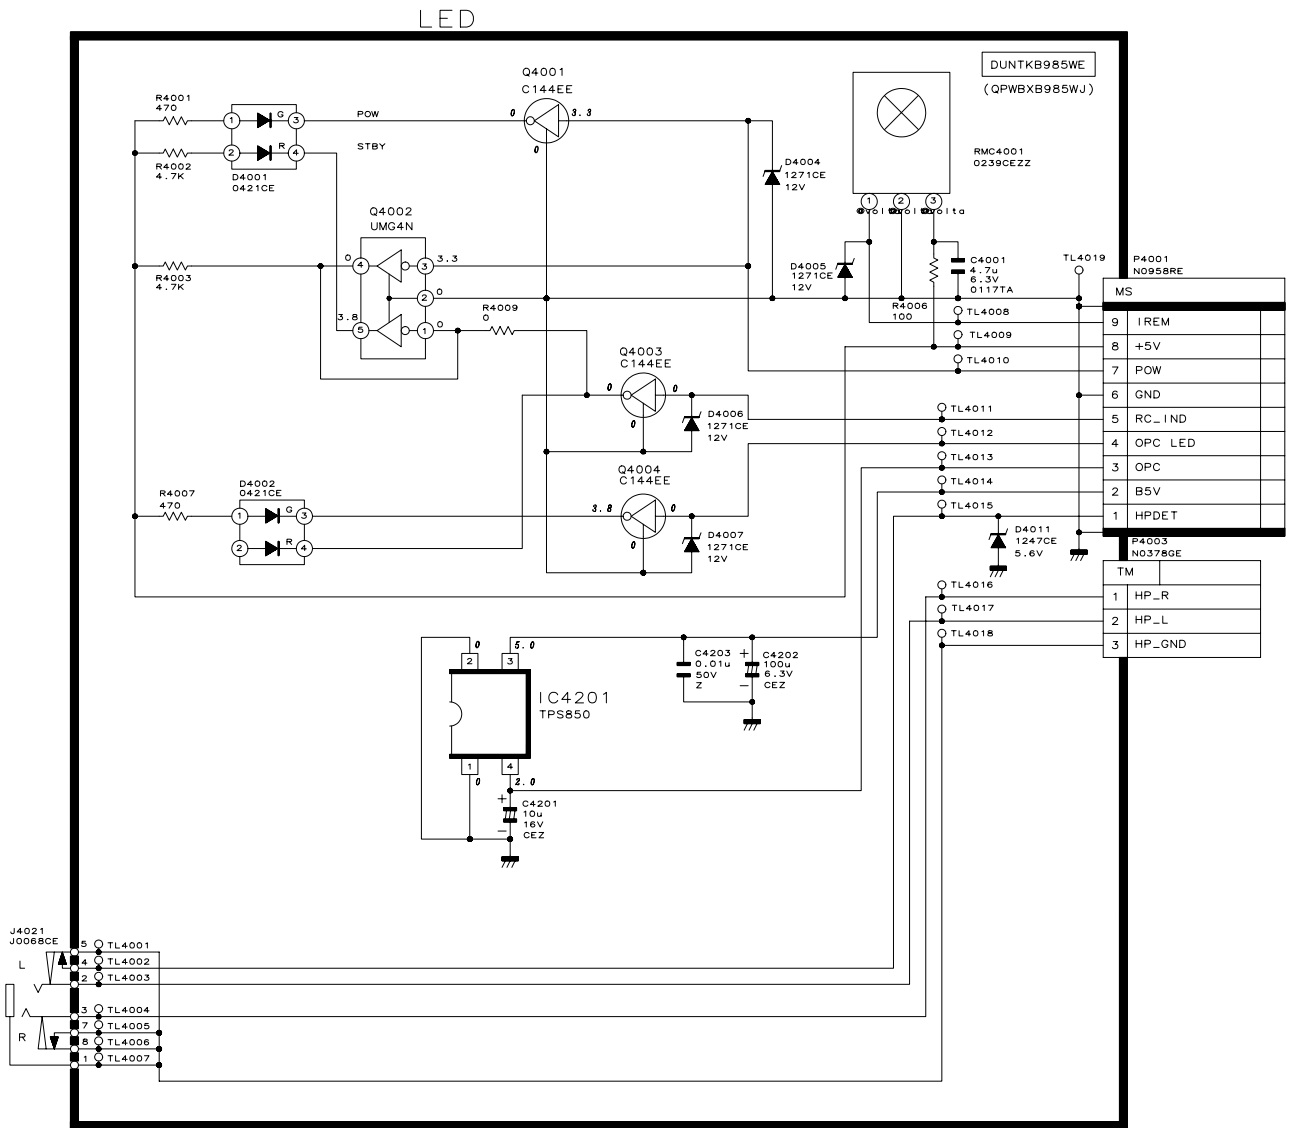 LED
DUNTKB985WE
(QPWBXB985WJ)
Q4001
C144EE
R4001
470
1
G
3
POW
0
3.3
0
2
R
4
STBY
R4002
4.7K
D4001
0421CE
D4004
1271CE
12V
RMC4001
0239CEZZ
1
2
3
Q4002
UMG4N
0
4
3
3.3
R4003
4.7K
2
0
3.8
5
1
0
R4009
0
D4005
1271CE
12V
R4006
100
C4001
4.7u
6.3V
0117TA
TL4019
P4001
N0958RE
MS
TL4008
9
IREM
TL4009
8
+5V
TL4010
7
POW
6
GND
TL4011
5
RC_IND
TL4012
4
OPC LED
TL4013
3
OPC
TL4014
2
B5V
TL4015
1
HPDET
Q4003
C144EE
0
0
0
D4006
1271CE
12V
Q4004
C144EE
3.8
0
0
D4007
1271CE
12V
R4007
470
D4002
0421CE
1
G
3
2
R
4
D4011
1247CE
5.6V
P4003
N0378GE
TM
TL4016
1
HP_R
TL4017
2
HP_L
TL4018
3
HP_GND
2
0
3
5.0
IC4201
TPS850
1
0
4
2.0
C4203
0.01u
50V
Z
+
C4202
100u
6.3V
CEZ
−
+
C4201
10u
16V
CEZ
−
J4021
J0068CE
L
R
5
TL4001
4
TL4002
2
TL4003
3
TL4004
7
TL4005
8
TL4006
1
TL4007